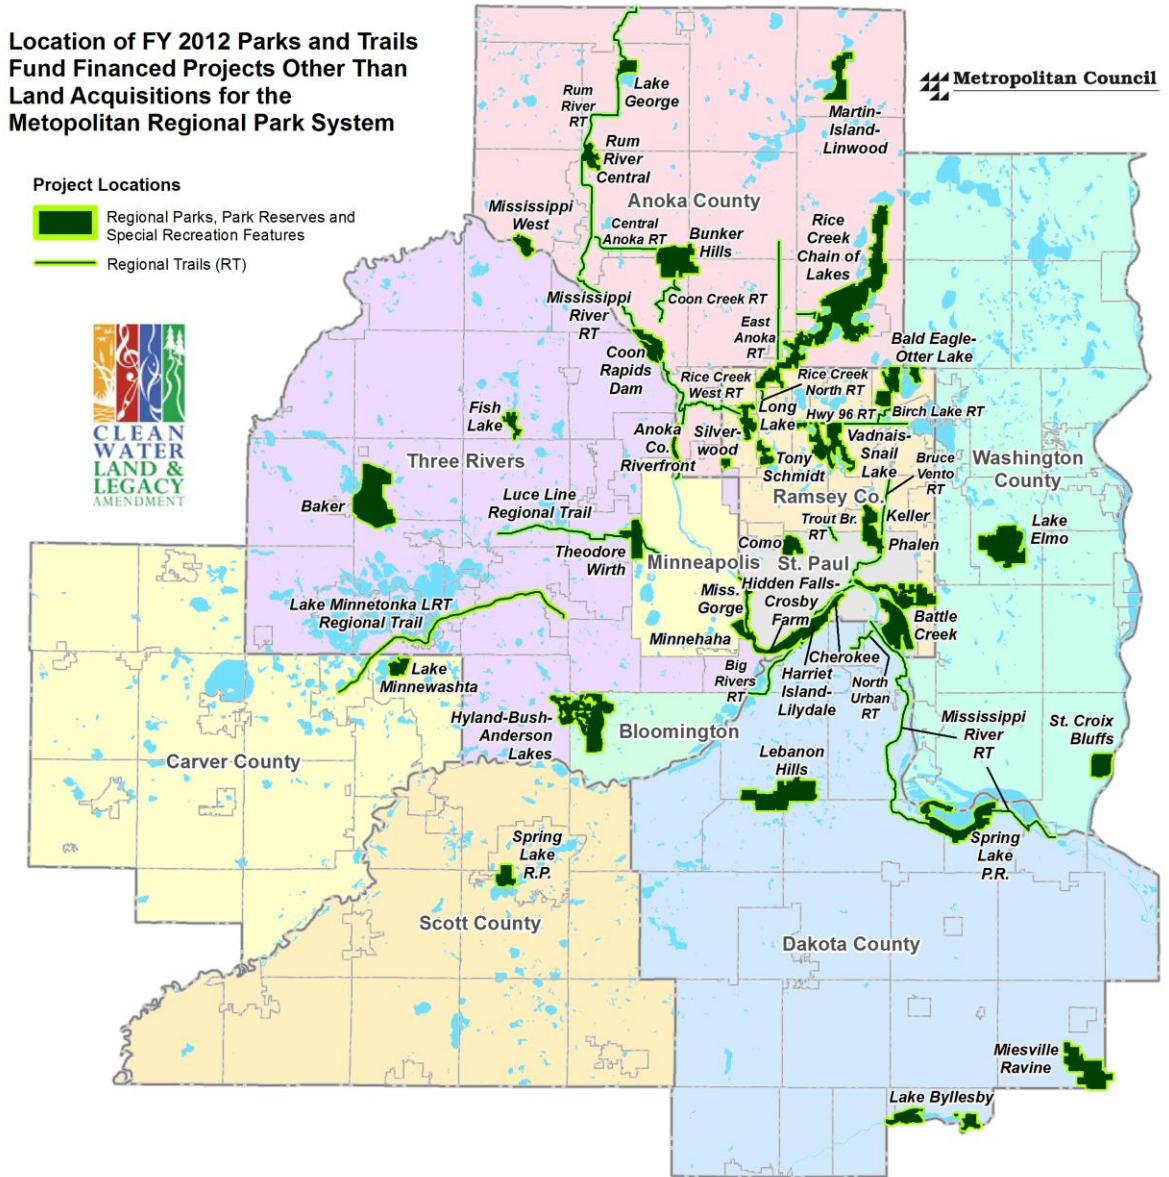 Location of FY 2012 Parks and Trails
Fund Financed Projects Other Than
Land Acquisitions for the
Metopolitan Regional Park System
Metropolitan Council
Project Locations
Regional Parks, Park Reserves and
Special Recreation Features
Regional Trails (RT)
CLEAN
WATER
LAND &
LEGACY
AMENDMENT
Rum
River
RT
Lake
George
Martin-
Island-
Linwood
Rum
River
Central
Anoka County
Mississippi
West
Central
Anoka RT
Bunker
Hills
Rice
Creek
Chain of
Lakes
Mississippi
River
RT
Coon Creek RT
East
Anoka
RT
Coon
Rapids
Dam
Bald Eagle-
Otter Lake
Rice Creek
West RT
Rice Creek
North RT
Fish
Lake
Long
Lake
Hwy 96 RT
Birch Lake RT
Anoka
Co.
Riverfront
Silver-
wood
Tony
Schmidt
Vadnais-
Snail
Lake
Bruce
Vento
RT
Washington
County
Three Rivers
Ramsey Co.
Baker
Luce Line
Regional Trail
Trout Br.
RT
Keller
Phalen
Lake
Elmo
Theodore
Wirth
Minneapolis
Como
St. Paul
Miss.
Gorge
Hidden Falls-
Crosby
Farm
Lake Minnetonka LRT
Regional Trail
Battle
Creek
Minnehaha
Lake
Minnewashta
Big
Rivers
RT
Cherokee
Harriet
Island-
Lilydale
North
Urban
RT
Hyland-Bush-
Anderson
Lakes
Bloomington
Mississippi
River
RT
St. Croix
Bluffs
Carver County
Lebanon
Hills
Spring
Lake
R.P.
Spring
Lake
P.R.
Scott County
Dakota County
Miesville
Ravine
Lake Byllesby